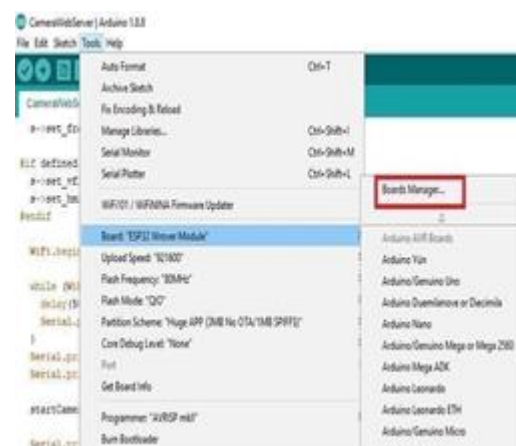 CameraWebServer | Arduino 1.8.8
File Edit Sketch Tools Help
Auto Format Ctrl+T
Archive Sketch
Fix Encoding & Reload
Manage Libraries... Ctrl+Shift+I
Serial Monitor Ctrl+Shift+M
Serial Plotter Ctrl+Shift+L
WiFi101 / WiFiNINA Firmware Updater
Board: "ESP32 Wrover Module"
Upload Speed: "921600"
Flash Frequency: "80MHz"
Flash Mode: "QIO"
Partition Scheme: "Huge APP (3MB No OTA/1MB SPIFFS)"
Core Debug Level: "None"
Port
Get Board Info
Programmer: "AVRISP mkII"
Burn Bootloader
Boards Manager...
Arduino AVR Boards
Arduino Yún
Arduino/Genuino Uno
Arduino Duemilanove or Diecimila
Arduino Nano
Arduino/Genuino Mega or Mega 2560
Arduino Mega ADK
Arduino Leonardo
Arduino Leonardo ETH
Arduino/Genuino Micro
CameraWebS
s->set_fr
#if defined
s->set_vf
s->set_hm
#endif
WiFi.begin
while (Wi
delay(5
Serial.p
}
Serial.pr
Serial.pr
startCame
Serial.pr